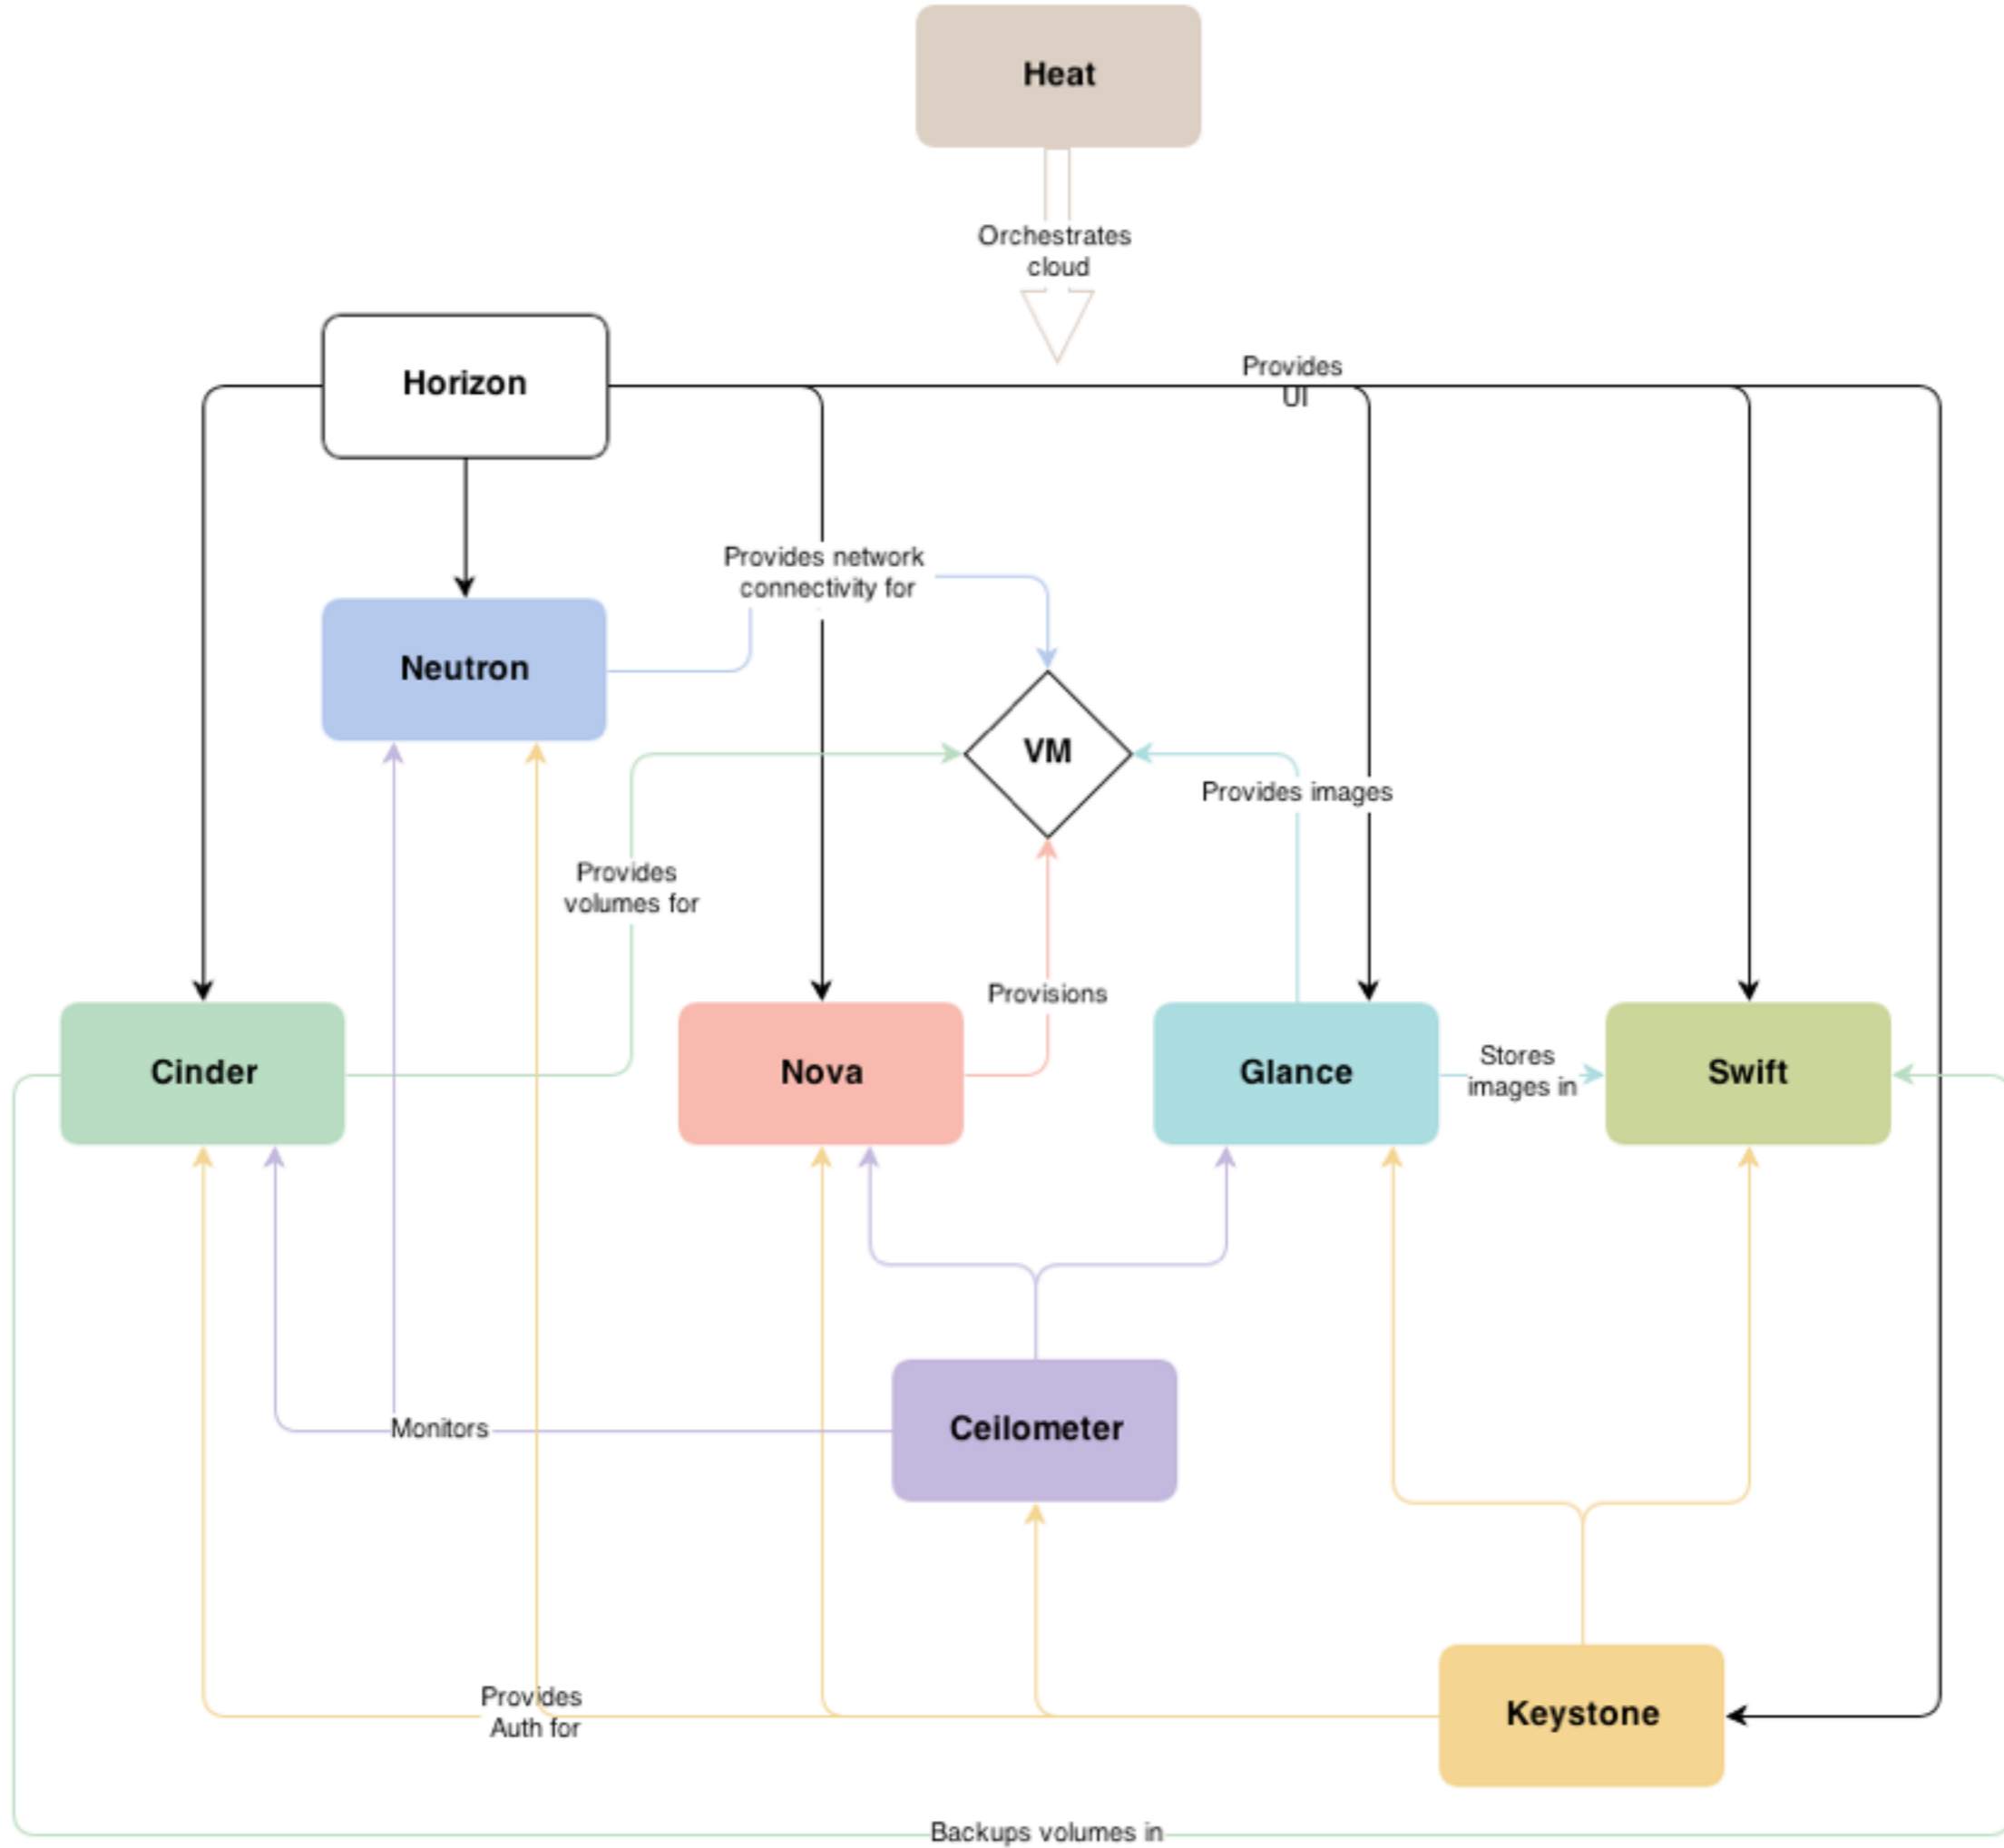 Heat
Orchestrates
cloud
Horizon
Provides
UI
Provides network
connectivity for
Neutron
VM
Provides images
Provides
volumes for
Provisions
Cinder
Nova
Glance
Stores
images in
Swift
Ceilometer
Monitors
Provides
Auth for
Keystone
Backups volumes in